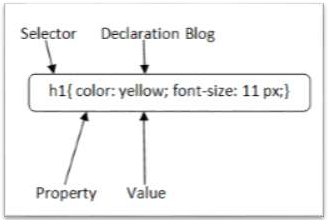 Selector Declaration Blog
h1{ color: yellow; font-size: 11 px;}
Property Value